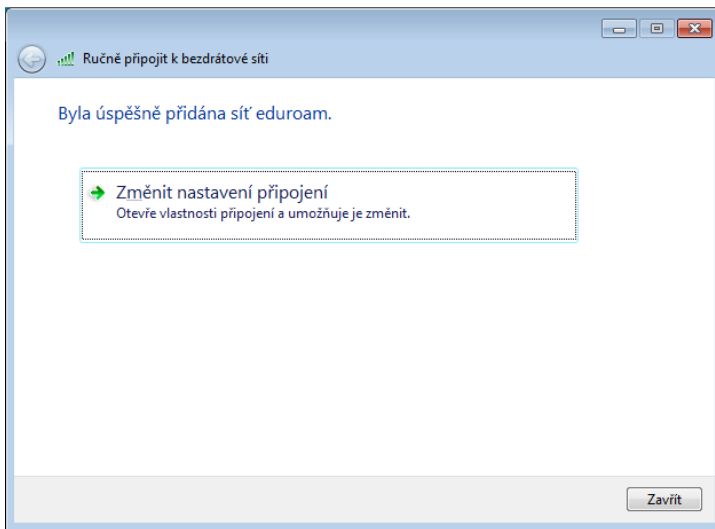 Ručně připojit k bezdrátové síti
Byla úspěšně přidána síť eduroam.
Změnit nastavení připojení
Otevře vlastnosti připojení a umožňuje je změnit.
Zavřít